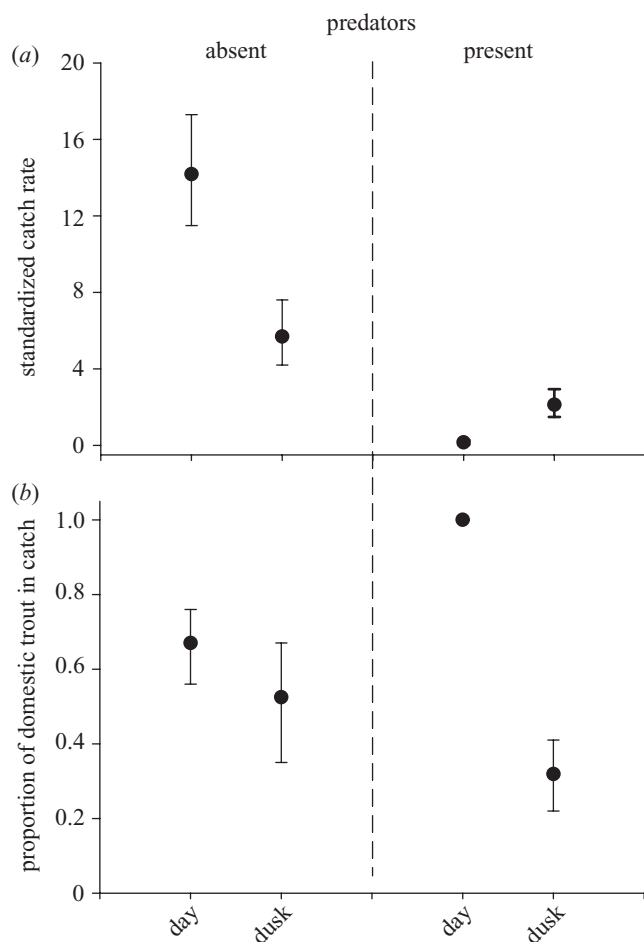 predators
(a) absent present
20
16
12
8
4
0
standardized catch rate
(b)
1.0
0.8
0.6
0.4
0.2
0
proportion of domestic trout in catch
day dusk day dusk